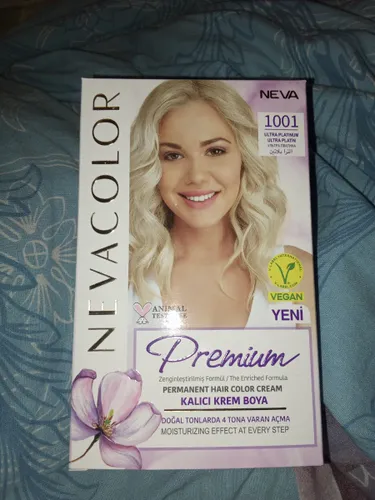 NEVACOLOR
NEVA
1001
ULTRA PLATINUM
ULTRA PLATİN
VEGAN
YENİ
ANIMAL
Premium
Zenginleştirilmiş Formül / The Enriched Formula
PERMANENT HAIR COLOR CREAM
KALICI KREM BOYA
DOĞAL TONLARDA 4 TONA VARAN AÇMA
MOISTURIZING EFFECT AT EVERY STEP